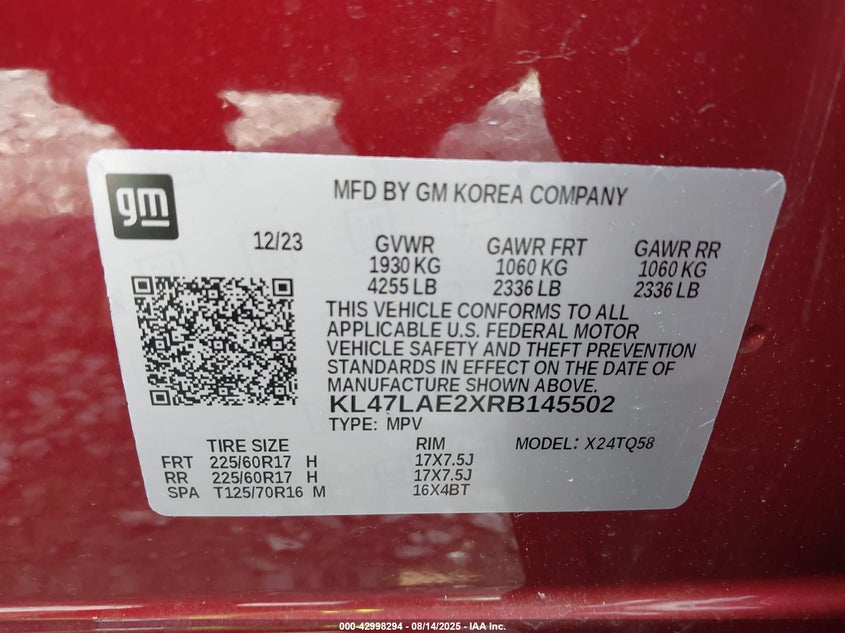 gm
MFD BY GM KOREA COMPANY
12/23 GVWR GAWR FRT GAWR RR
1930 KG 1060 KG 1060 KG
4255 LB 2336 LB 2336 LB
THIS VEHICLE CONFORMS TO ALL
APPLICABLE U.S. FEDERAL MOTOR
VEHICLE SAFETY AND THEFT PREVENTION
STANDARDS IN EFFECT ON THE DATE OF
MANUFACTURE SHOWN ABOVE.
KL47LAE2XRB145502
TYPE: MPV
TIRE SIZE RIM MODEL: X24TQ58
FRT 225/60R17 H 17X7.5J
RR 225/60R17 H 17X7.5J
SPA T125/70R16 M 16X4BT
000-42998294 - 08/14/2025 - IAA Inc.